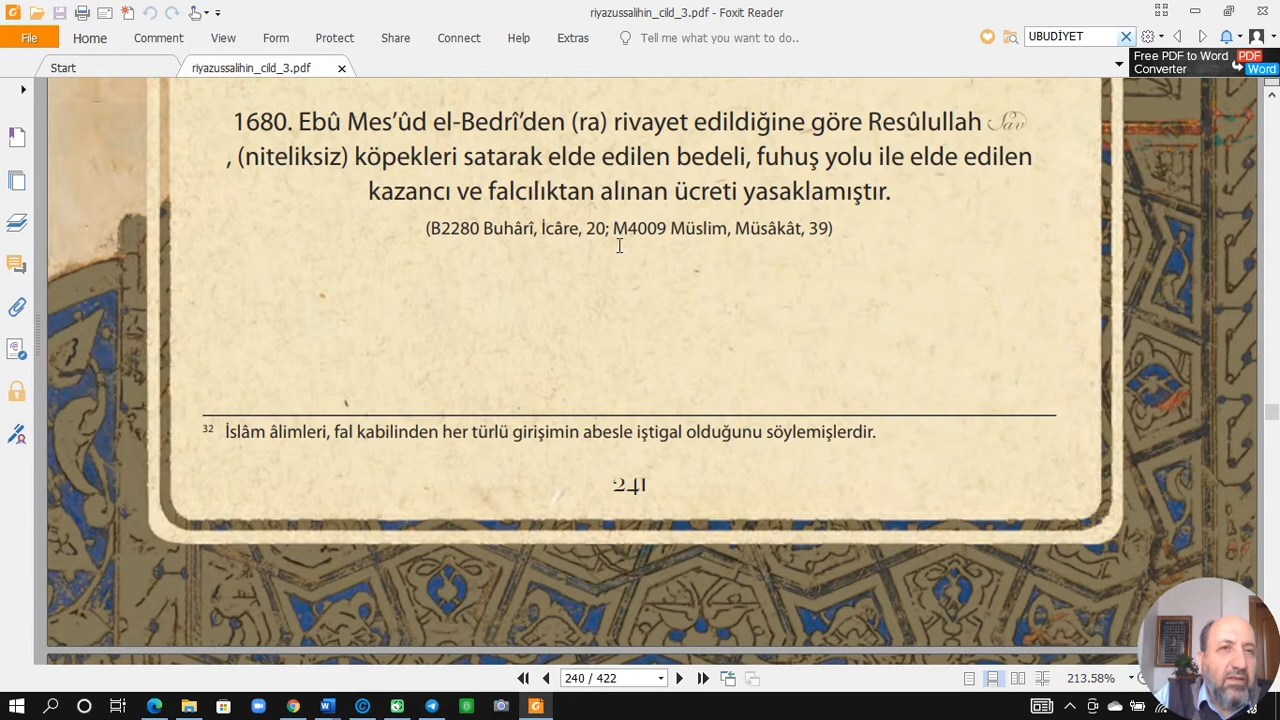 riyazussalihin_cild_3.pdf - Foxit Reader
File Home Comment View Form Protect Share Connect Help Extras Tell me what you want to do.. UBUDİYET
Start riyazussalihin_cild_3.pdf
Free PDF to Word PDF
Converter Word
1680. Ebû Mes’ûd el-Bedrî’den (ra) rivayet edildiğine göre Resûlullah Sav
, (niteliksiz) köpekleri satarak elde edilen bedeli, fuhuş yolu ile elde edilen
kazancı ve falcılıktan alınan ücreti yasaklamıştır.
(B2280 Buhârî, İcâre, 20; M4009 Müslim, Müsâkât, 39)
32 İslâm âlimleri, fal kabilinden her türlü girişimin abesle iştigal olduğunu söylemişlerdir.
241
240 / 422 213.58%